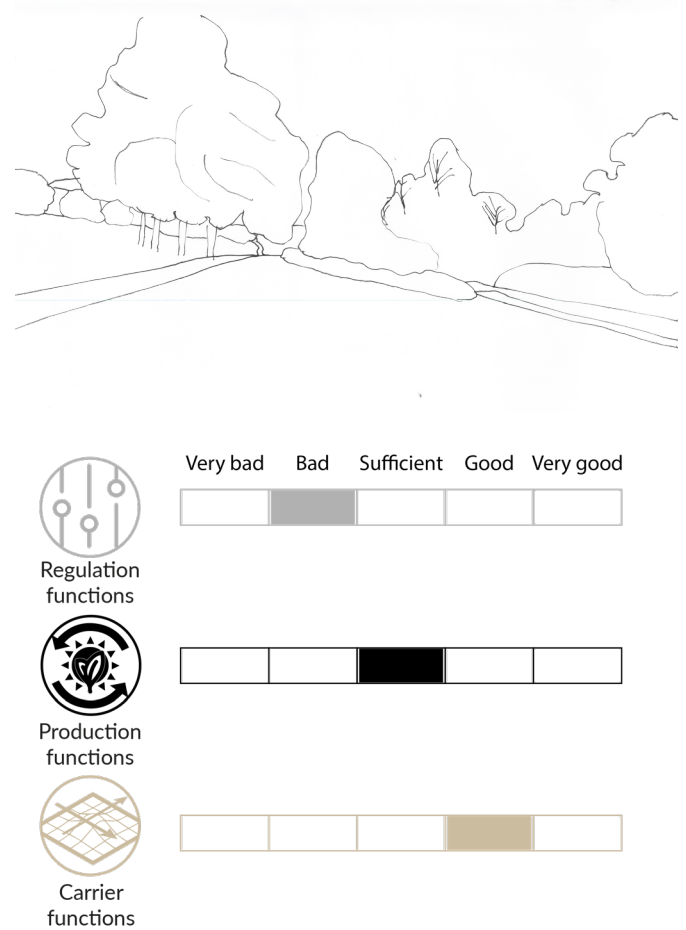 Very bad Bad Sufficient Good Very good
Regulation
functions
Production
functions
Carrier
functions